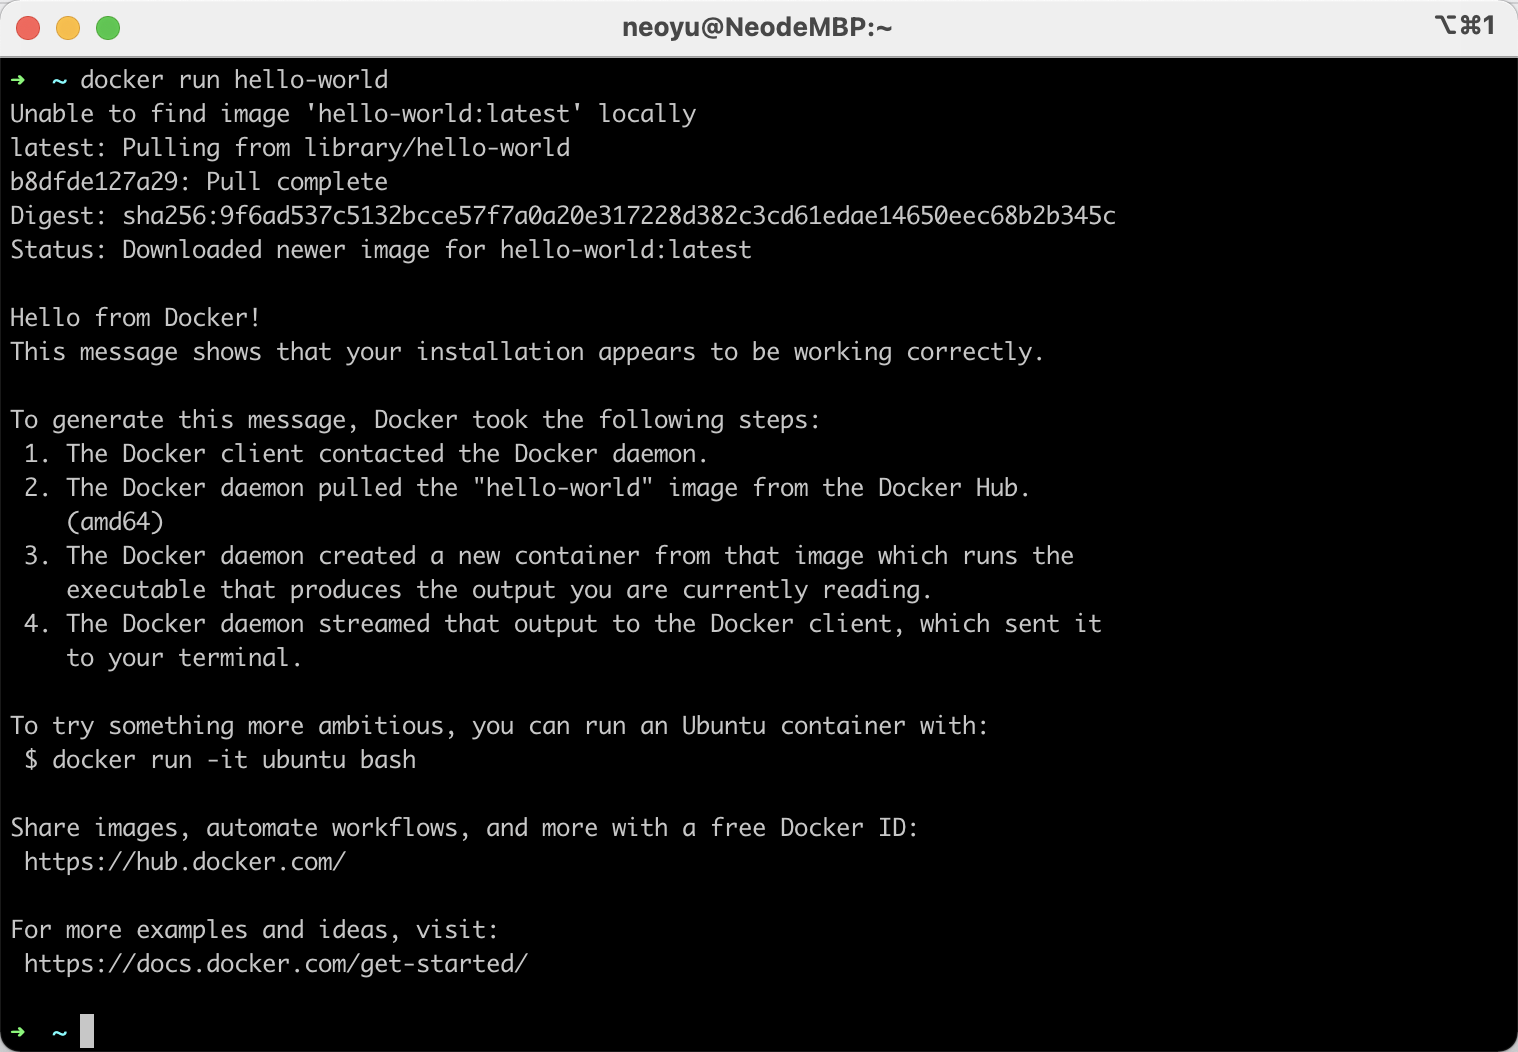 neoyu@NeodeMBP:~ ⌥⌘1
➜ ~ docker run hello-world
Unable to find image 'hello-world:latest' locally
latest: Pulling from library/hello-world
b8dfde127a29: Pull complete
Digest: sha256:9f6ad537c5132bcce57f7a0a20e317228d382c3cd61edae14650eec68b2b345c
Status: Downloaded newer image for hello-world:latest

Hello from Docker!
This message shows that your installation appears to be working correctly.

To generate this message, Docker took the following steps:
 1. The Docker client contacted the Docker daemon.
 2. The Docker daemon pulled the "hello-world" image from the Docker Hub.
    (amd64)
 3. The Docker daemon created a new container from that image which runs the
    executable that produces the output you are currently reading.
 4. The Docker daemon streamed that output to the Docker client, which sent it
    to your terminal.

To try something more ambitious, you can run an Ubuntu container with:
 $ docker run -it ubuntu bash

Share images, automate workflows, and more with a free Docker ID:
 https://hub.docker.com/

For more examples and ideas, visit:
 https://docs.docker.com/get-started/

➜ ~